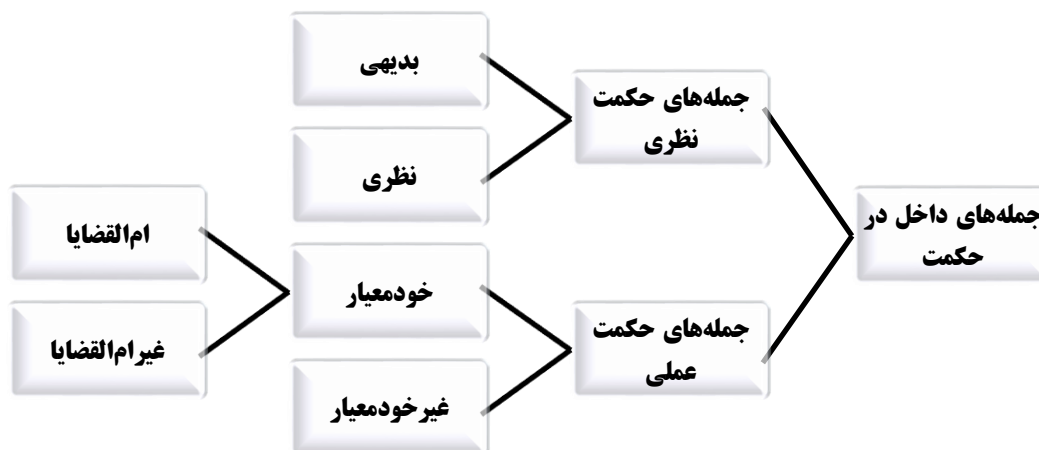 جمله‌های داخل در
حکمت
جمله‌های حکمت
نظری
بدیهی
نظری
جمله‌های حکمت
عملی
خودمعیار
ام‌القضایا
غیرام‌القضایا
غیرخودمعیار